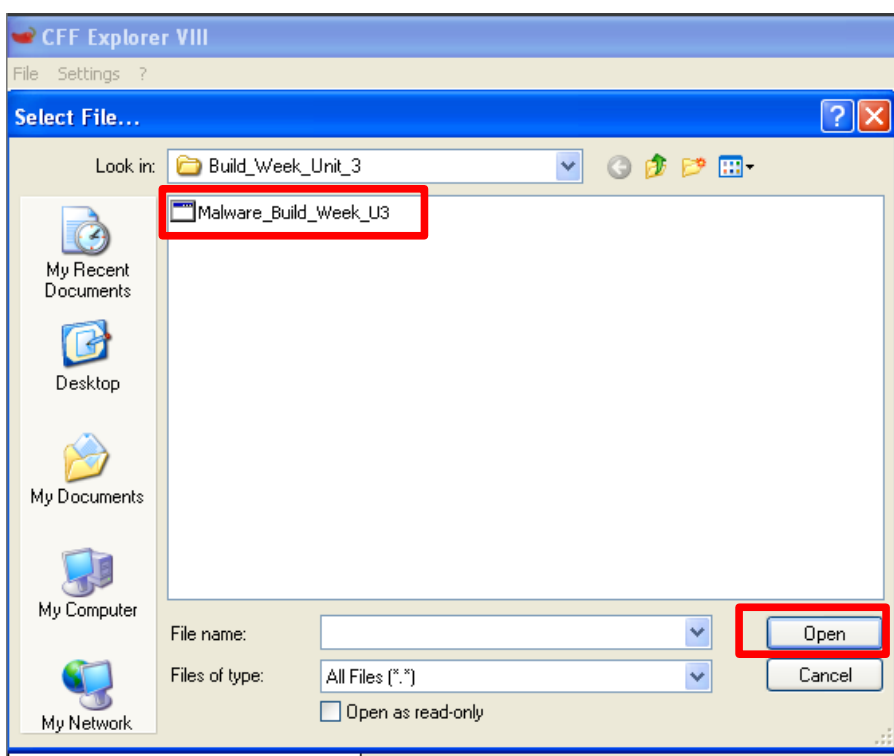 CFF Explorer VIII
File Settings ?
Select File...
Look in: Build_Week_Unit_3
Malware_Build_Week_U3
My Recent
Documents
Desktop
My Documents
My Computer
My Network
File name: Open
Files of type: All Files (*.*) Cancel
Open as read-only